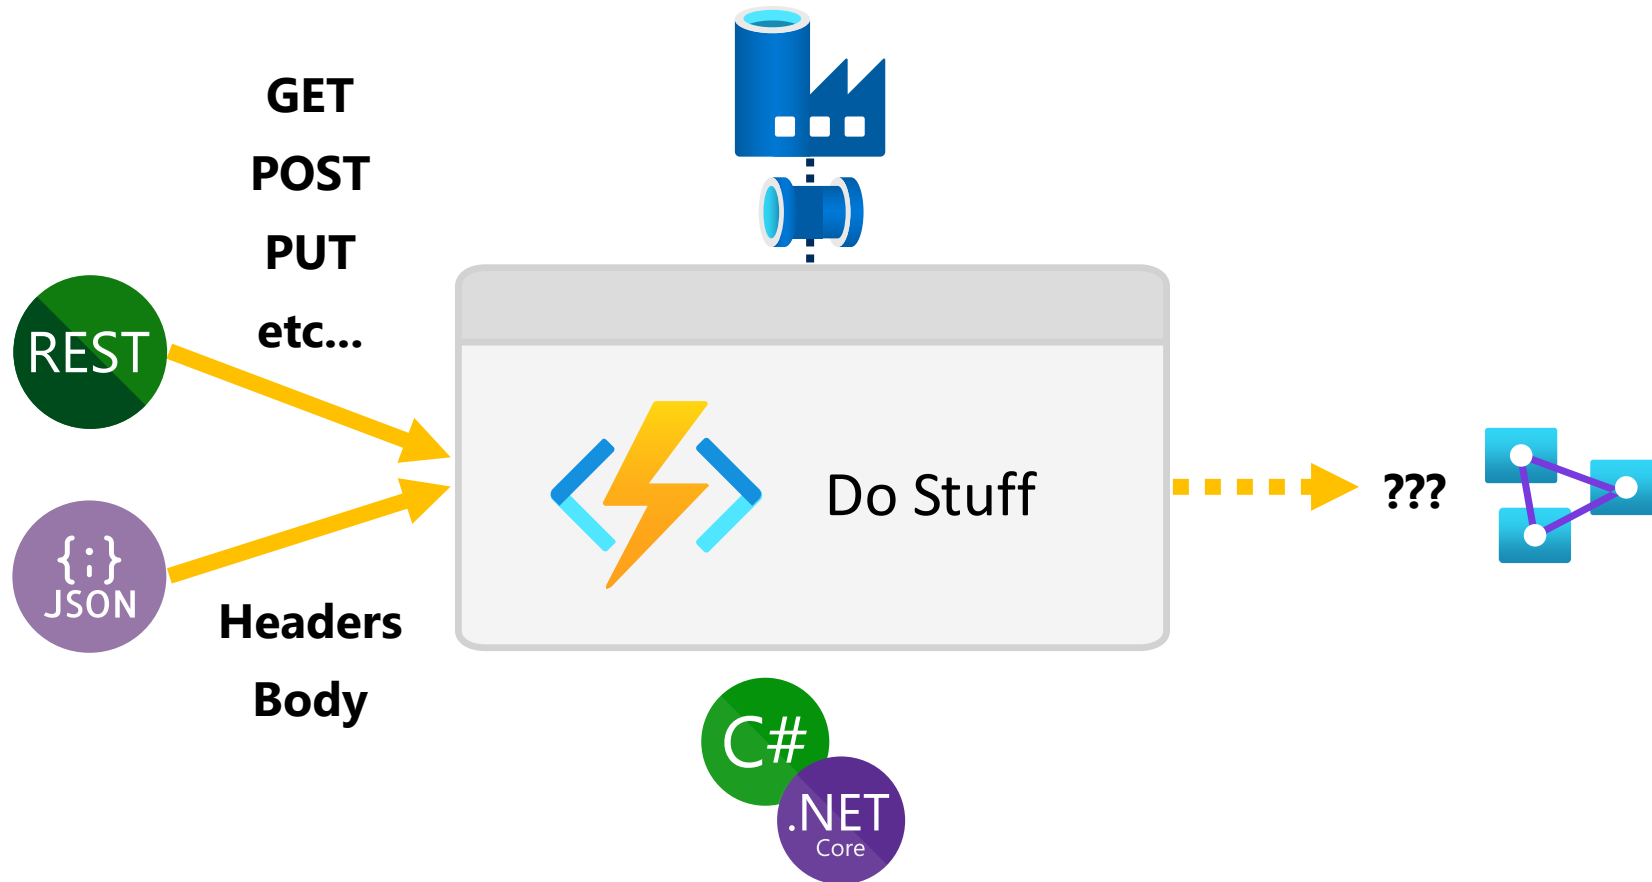 GET
POST
PUT
etc...
REST
{;}
JSON
Headers
Body
Do Stuff
???
C#
.NET
Core